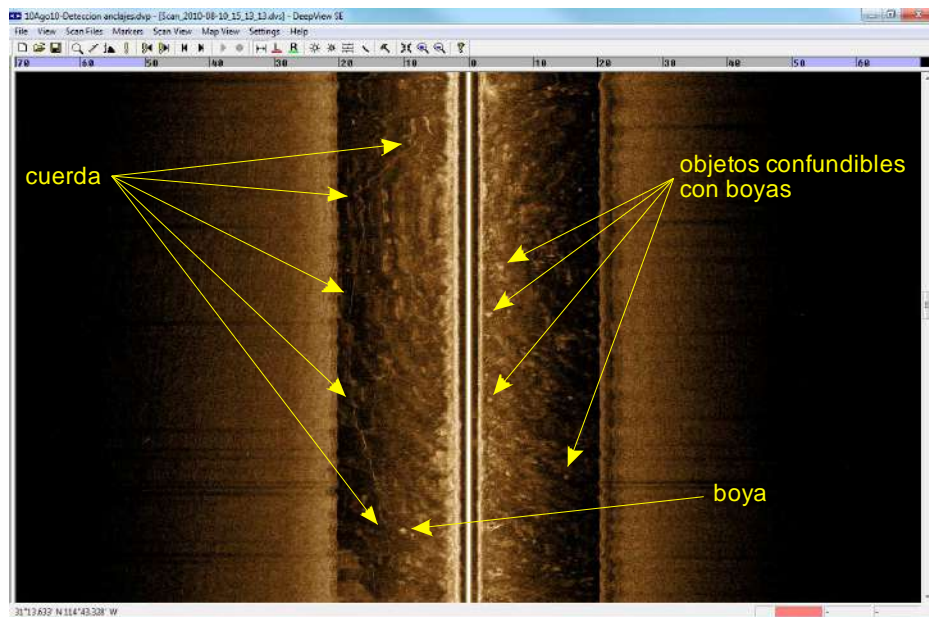 10Ago10-Deteccion anclajes.dvp - [Scan_2010-08-10_15_13_13.dvs] - DeepView SE
File View Scan Files Markers Scan View Map View Settings Help
70 60 50 40 30 20 10 0 10 20 30 40 50 60
cuerda
objetos confundibles
con boyas
boya
31°13.633' N 114°43.328' W